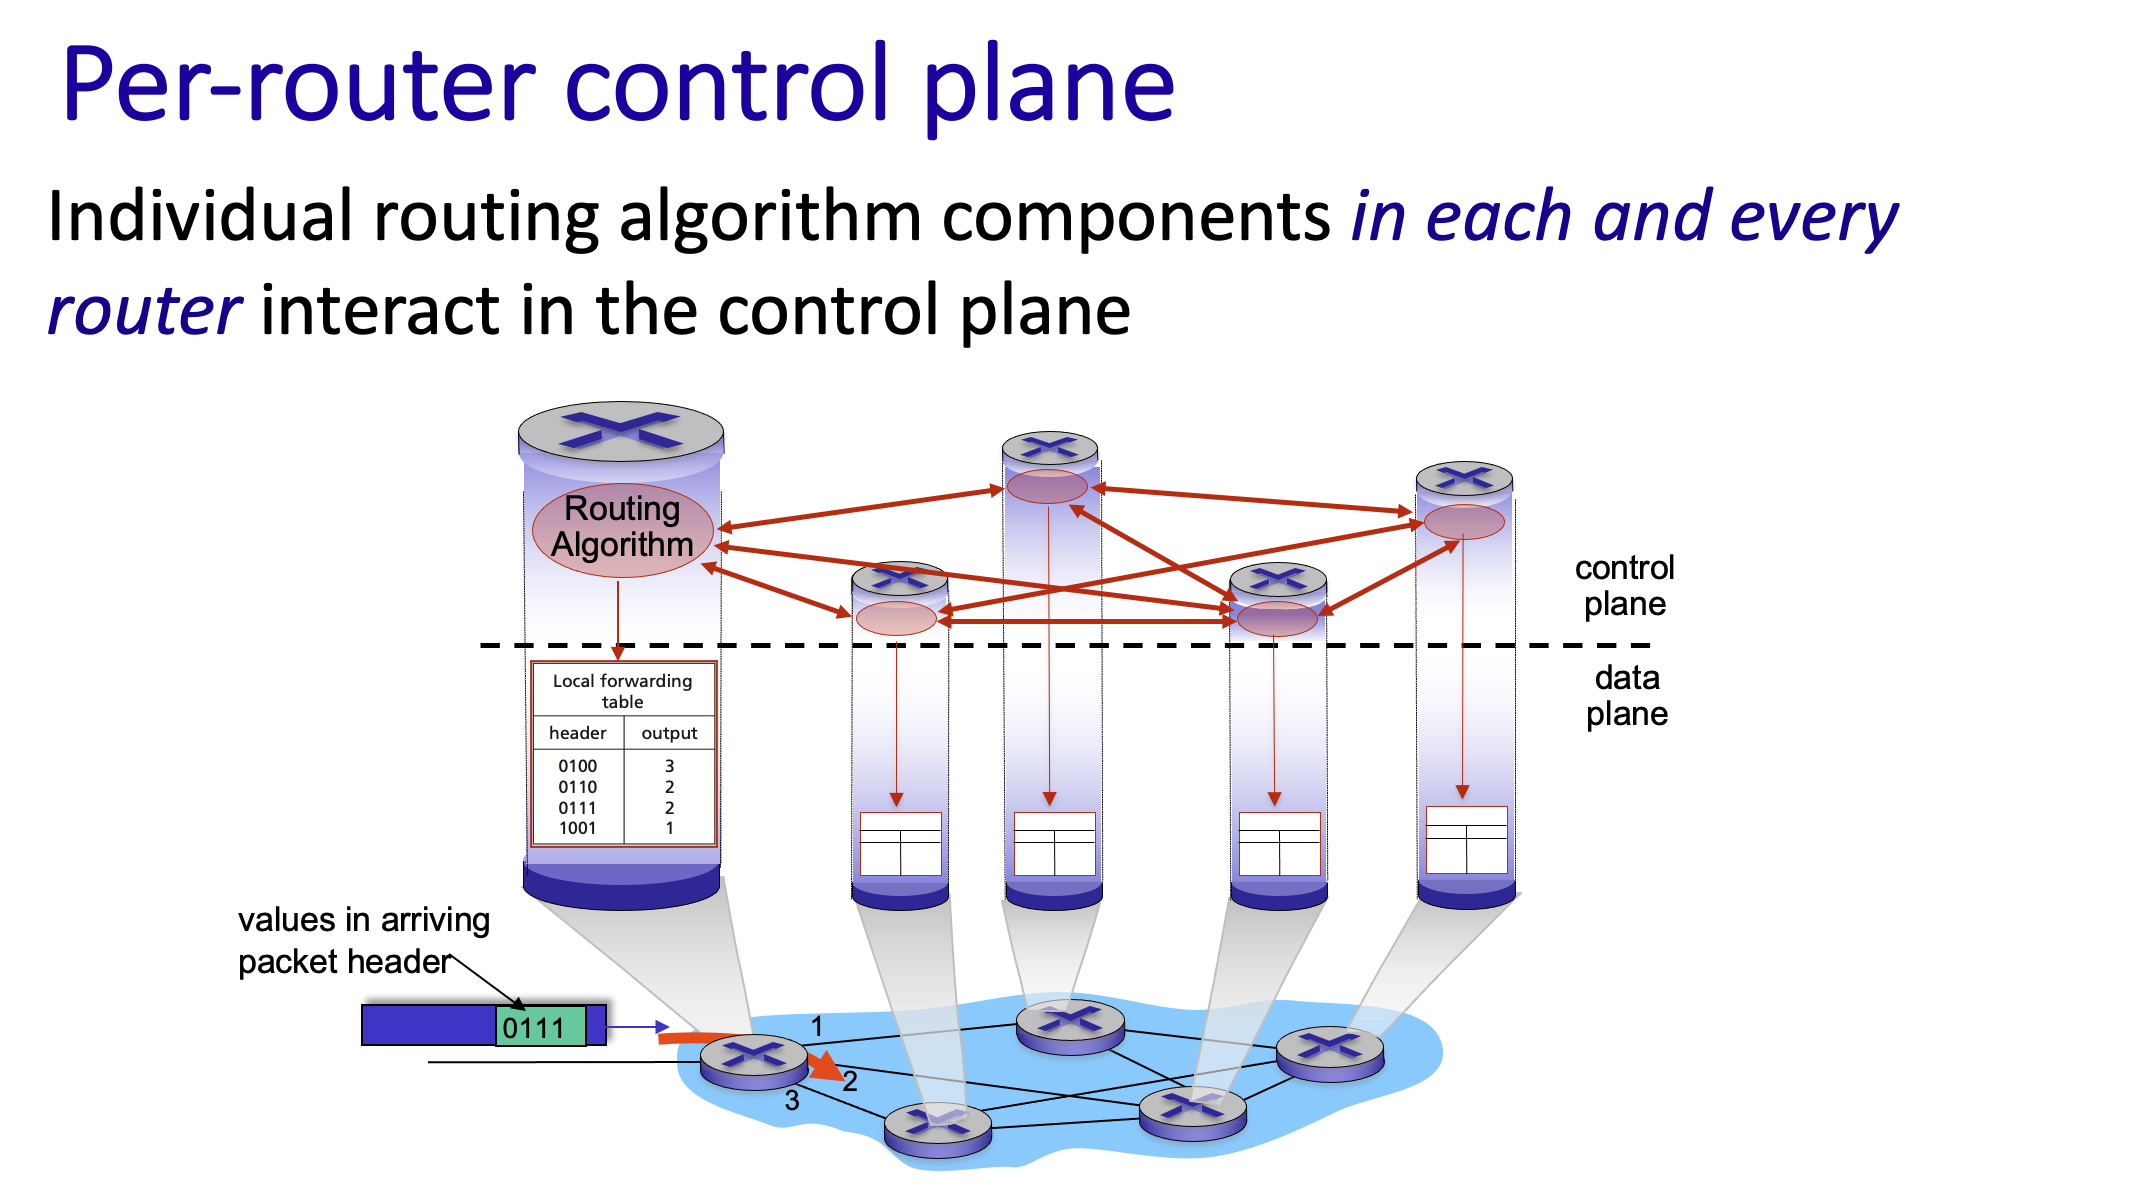 Per-router control plane
Individual routing algorithm components in each and every
router interact in the control plane
Routing
Algorithm
control
plane
data
plane
Local forwarding
table
header output
0100 3
0110 2
0111 2
1001 1
values in arriving
packet header
0111
1
2
3